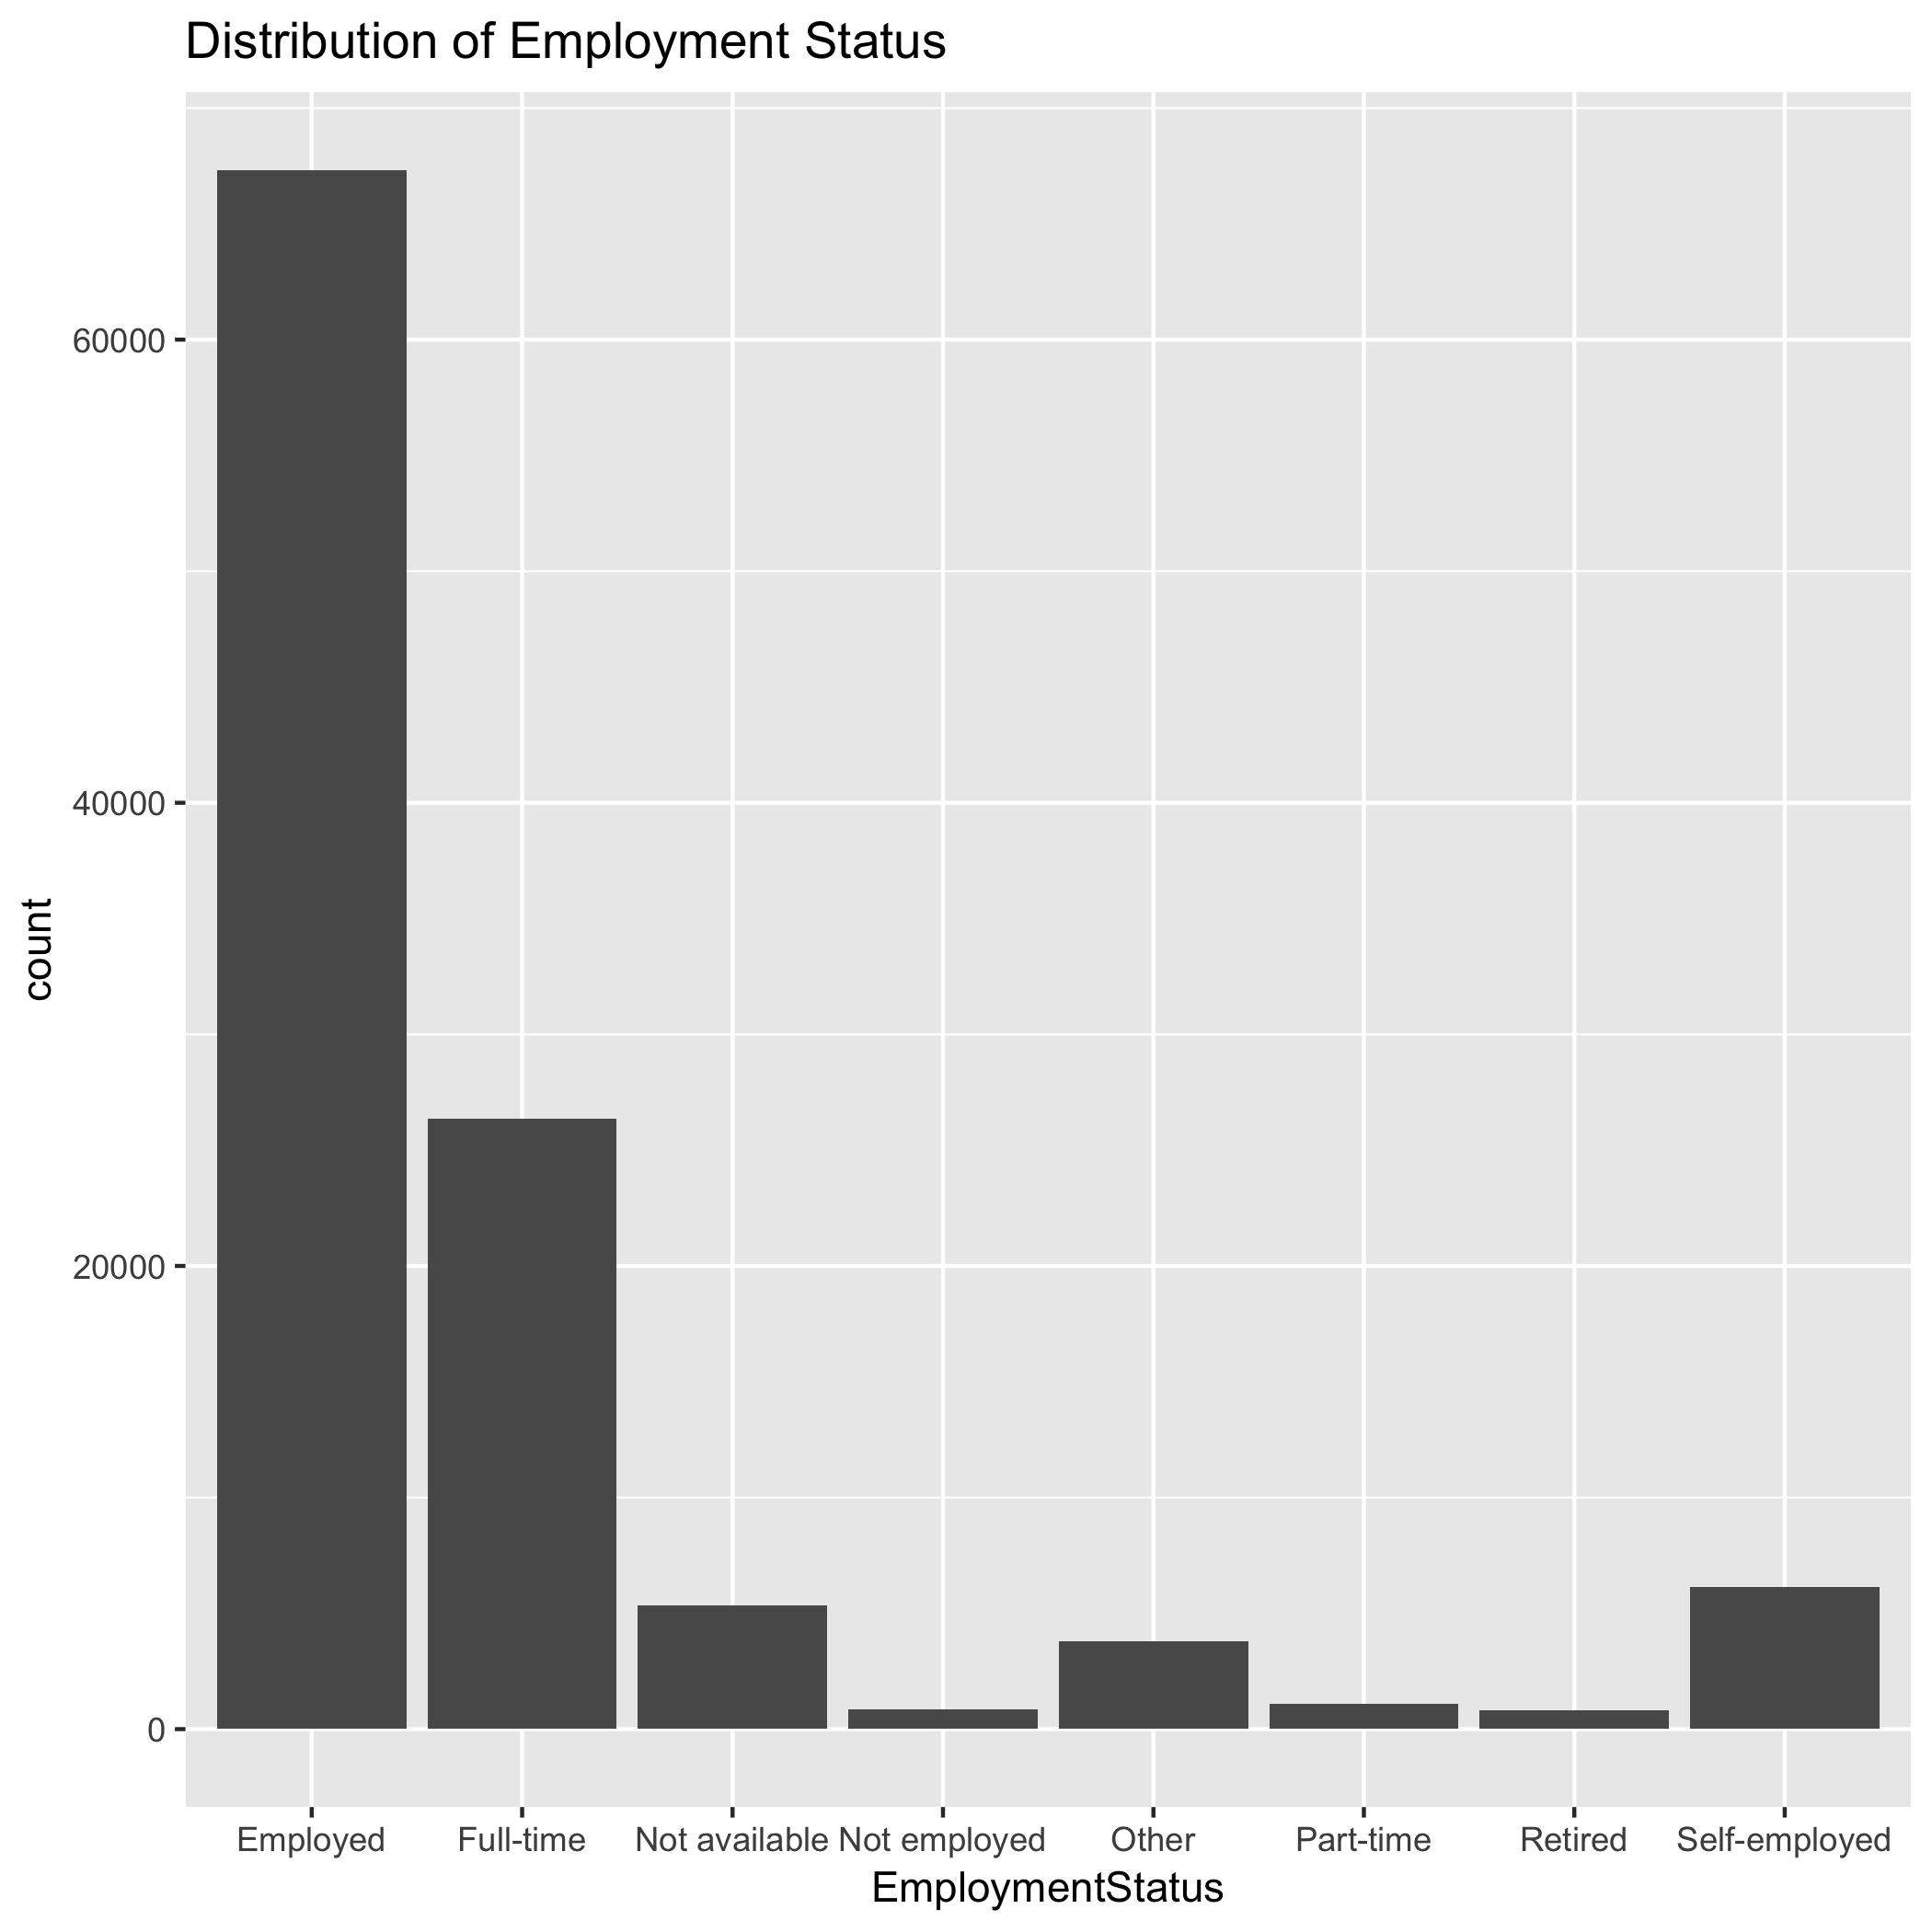 Distribution of Employment Status
60000
40000
20000
0
count
Employed Full-time Not available Not employed Other Part-time Retired Self-employed
EmploymentStatus